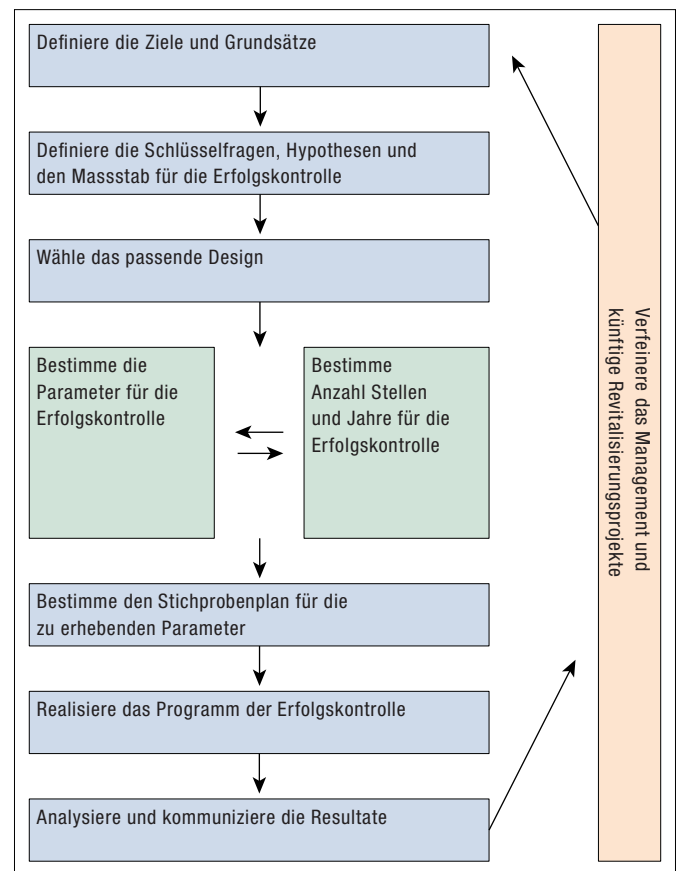 Definiere die Ziele und Grundsätze
Definiere die Schlüsselfragen, Hypothesen und
den Massstab für die Erfolgskontrolle
Wähle das passende Design
Bestimme die
Parameter für die
Erfolgskontrolle
Bestimme
Anzahl Stellen
und Jahre für die
Erfolgskontrolle
Bestimme den Stichprobenplan für die
zu erhebenden Parameter
Realisiere das Programm der Erfolgskontrolle
Analysiere und kommuniziere die Resultate
Verfeinere das Management und
künftige Revitalisierungsprojekte